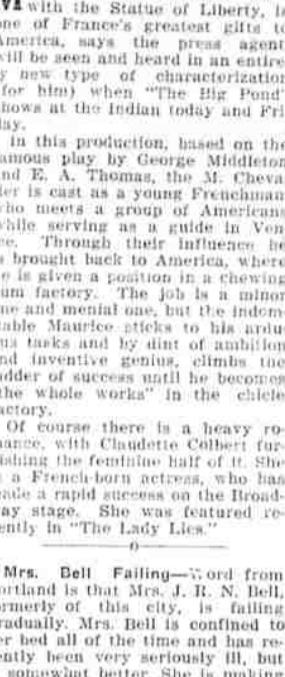 with the Statue of Liberty, is
one of France's greatest gifts to
America, says the press agent
will be seen and heard in an entire
y new type of characterization
(for him) when "The Big Pond"
shows at the Indian today and Fri
day.
In this production, based on the
famous play by George Middleton
and E. A. Thomas, the M. Cheva
ier is cast as a young Frenchman
who meets a group of Americans
while serving as a guide in Ven
ce. Through their influence he
s brought back to America, where
he is given a position in a chewing
gum factory. The job is a minor
one and menial one, but the indom
table Maurice sticks to his ardu
us tasks and by dint of ambition
and inventive genius, climbs the
adder of success until he becomes
"the whole works" in the chicle
factory.
Of course there is a heavy ro-
mance, with Claudette Colbert fur-
nishing the feminine half of it. She
s a French-born actress, who has
made a rapid success on the Broad-
way stage. She was featured re-
cently in "The Lady Lies."
Mrs. Bell Failing—Word from
Portland is that Mrs. J. R. N. Bell,
formerly of this city, is failing
gradually. Mrs. Bell is confined to
her bed all of the time and has re-
cently been very seriously ill, but
somewhat better. She is making